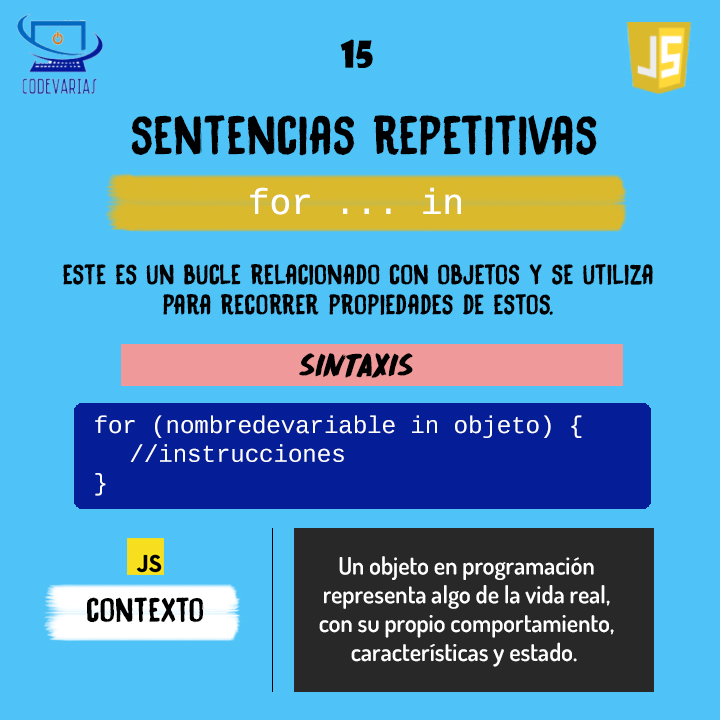 CODEVARIAS
15
JS
SENTENCIAS REPETITIVAS
for ... in
ESTE ES UN BUCLE RELACIONADO CON OBJETOS Y SE UTILIZA
PARA RECORRER PROPIEDADES DE ESTOS.
SINTAXIS
for (nombredevariable in objeto) {
//instrucciones
}
JS
CONTEXTO
Un objeto en programación
representa algo de la vida real,
con su propio comportamiento,
características y estado.